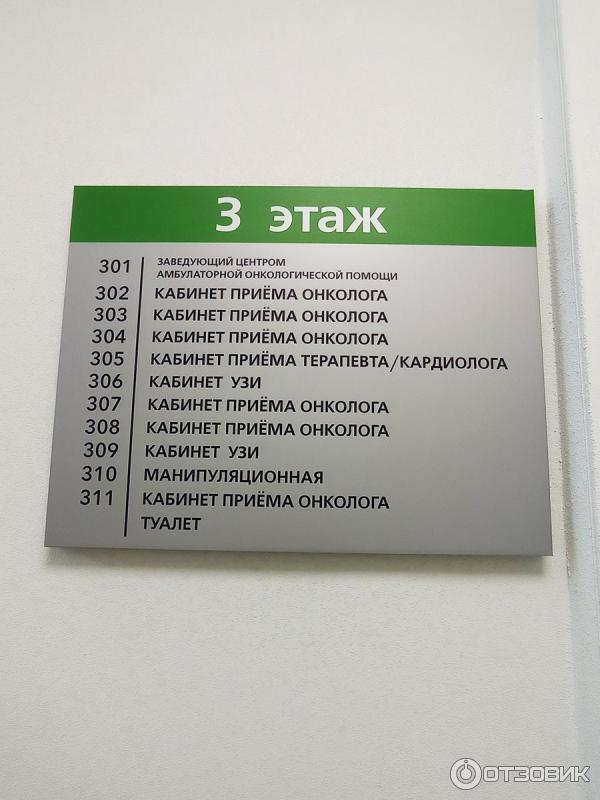 3 этаж
301 ЗАВЕДУЮЩИЙ ЦЕНТРОМ
АМБУЛАТОРНОЙ ОНКОЛОГИЧЕСКОЙ ПОМОЩИ
302 КАБИНЕТ ПРИЁМА ОНКОЛОГА
303 КАБИНЕТ ПРИЁМА ОНКОЛОГА
304 КАБИНЕТ ПРИЁМА ОНКОЛОГА
305 КАБИНЕТ ПРИЁМА ТЕРАПЕВТА/КАРДИОЛОГА
306 КАБИНЕТ УЗИ
307 КАБИНЕТ ПРИЁМА ОНКОЛОГА
308 КАБИНЕТ ПРИЁМА ОНКОЛОГА
309 КАБИНЕТ УЗИ
310 МАНИПУЛЯЦИОННАЯ
311 КАБИНЕТ ПРИЁМА ОНКОЛОГА
ТУАЛЕТ
ОТЗОВИК